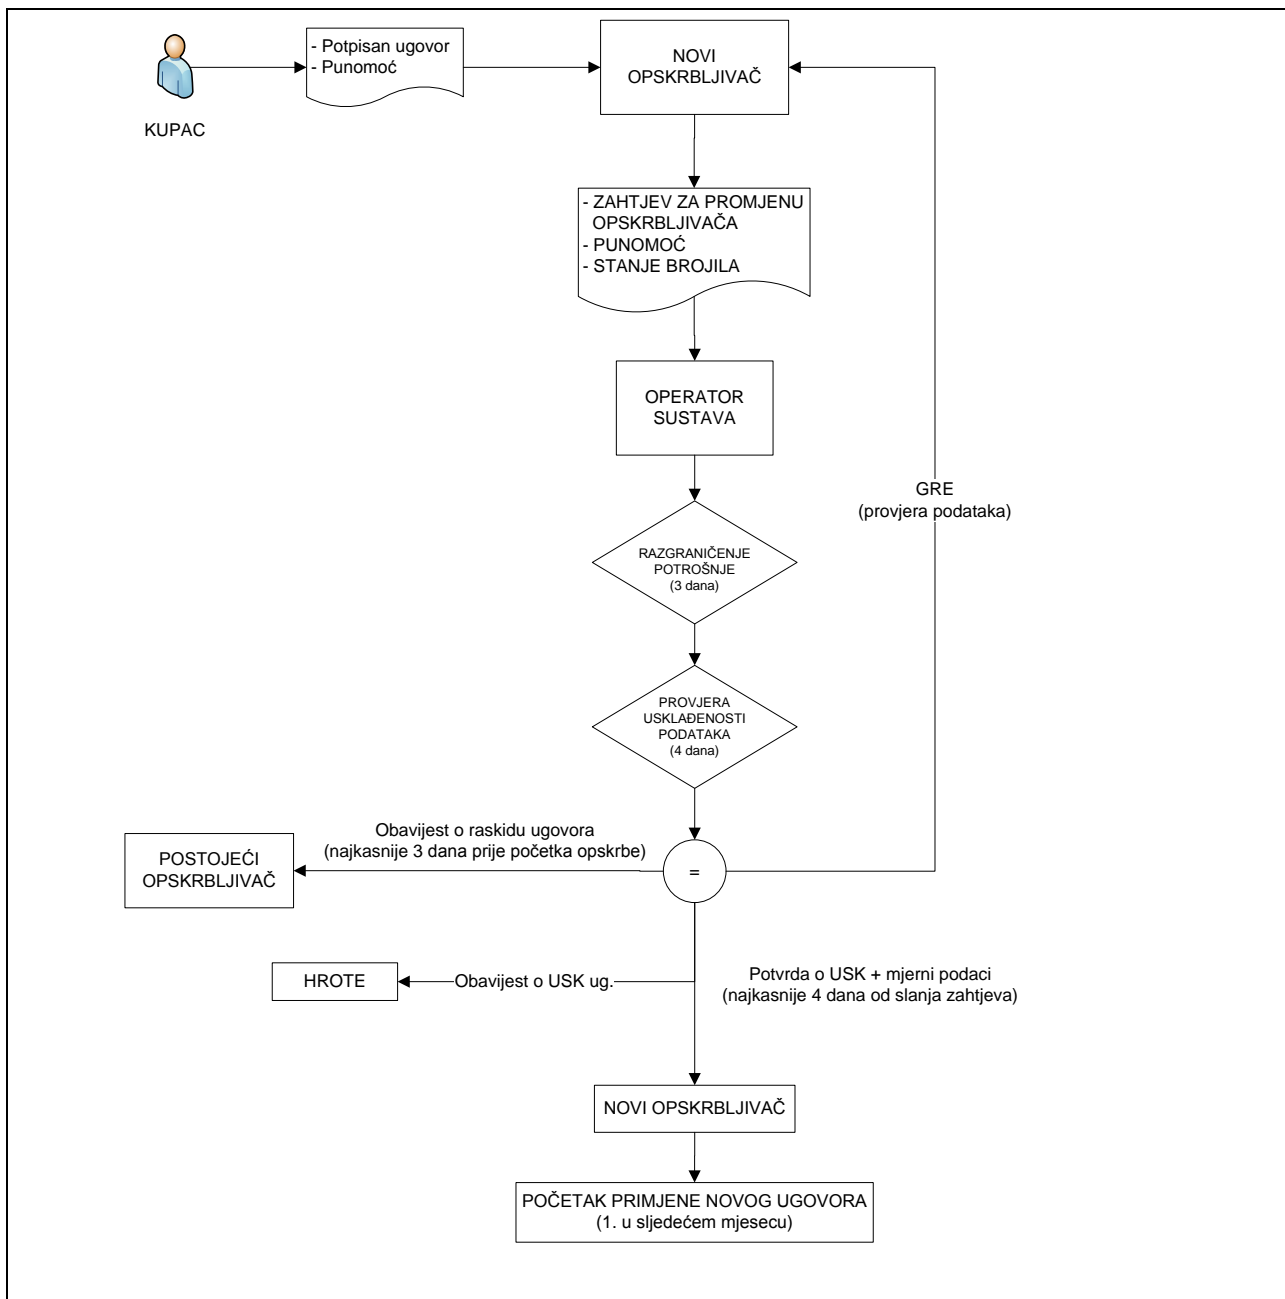 - Potpisan ugovor
- Punomoć
KUPAC
NOVI
OPSKRBLJIVAČ
- ZAHTJEV ZA PROMJENU
OPSKRBLJIVAČA
- PUNOMOĆ
- STANJE BROJILA
OPERATOR
SUSTAVA
GRE
(provjera podataka)
RAZGRANIČENJE
POTROŠNJE
(3 dana)
PROVJERA
USKLAĐENOSTI
PODATAKA
(4 dana)
Obavijest o raskidu ugovora
(najkasnije 3 dana prije početka opskrbe)
POSTOJEĆI
OPSKRBLJIVAČ
=
HROTE
Obavijest o USK ug.
Potvrda o USK + mjerni podaci
(najkasnije 4 dana od slanja zahtjeva)
NOVI OPSKRBLJIVAČ
POČETAK PRIMJENE NOVOG UGOVORA
(1. u sljedećem mjesecu)